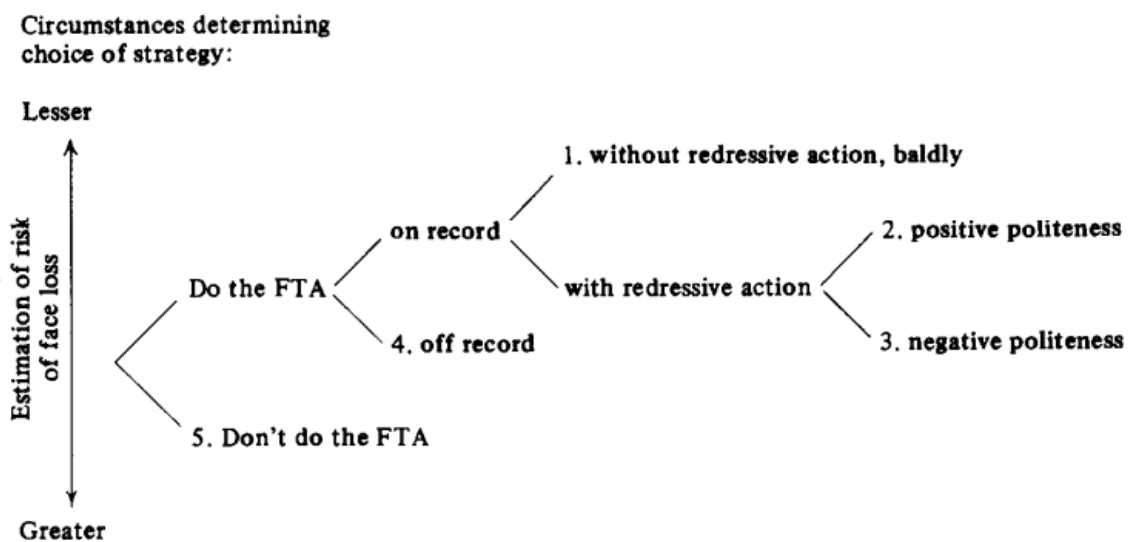 Circumstances determining
choice of strategy:
Lesser
1. without redressive action, baldly
on record
2. positive politeness
Do the FTA
with redressive action
4. off record
3. negative politeness
5. Don't do the FTA
Estimation of risk
of face loss
Greater